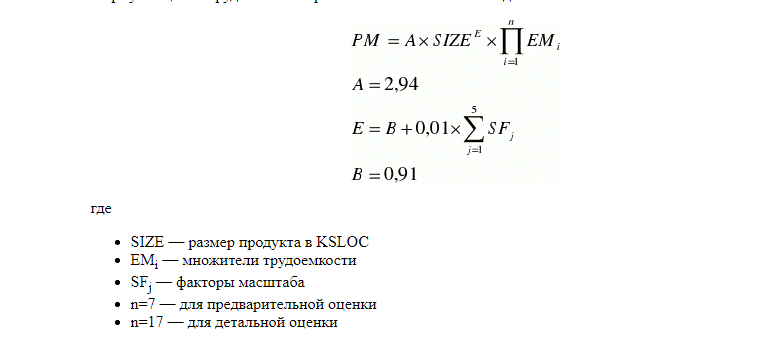 PM = A × SIZE^E × ∏_{i=1}^{n} EM_i
A = 2,94
E = B + 0,01 × ∑_{j=1}^{5} SF_j
B = 0,91
где
• SIZE — размер продукта в KSLOC
• EM_i — множители трудоемкости
• SF_j — факторы масштаба
• n=7 — для предварительной оценки
• n=17 — для детальной оценки